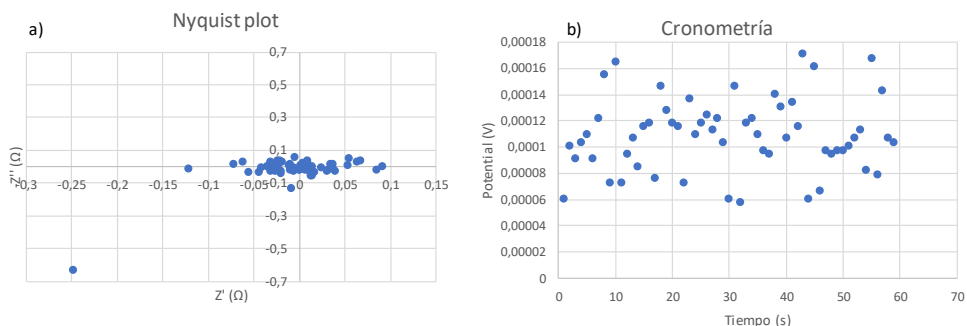 a)
Nyquist plot
0,7
0,5
0,3
0,1
-0,3 -0,25 -0,2 -0,15 -0,1 -0,05 0 0,05 0,1 0,15
-0,1
-0,3
-0,5
-0,7
Z'' (Ω)
Z' (Ω)
b)
Cronometría
0,00018
0,00016
0,00014
0,00012
0,0001
0,00008
0,00006
0,00004
0,00002
0
0 10 20 30 40 50 60 70
Potential (V)
Tiempo (s)